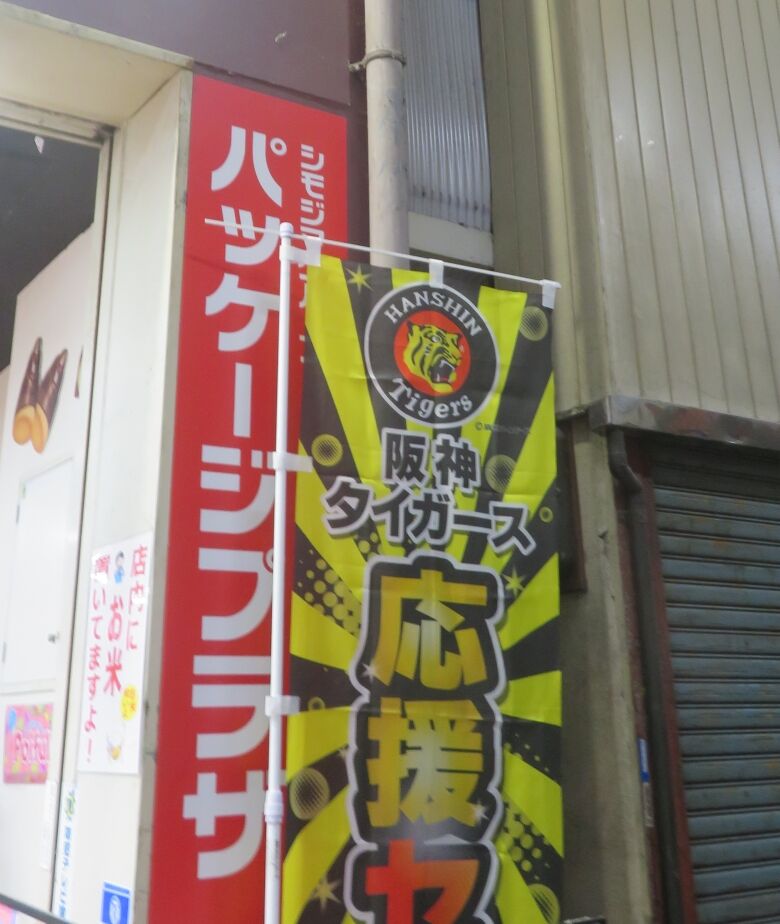 シモジマ
パッケージプラザ
HANSHIN
Tigers
阪神
タイガース
応援セ
店内に
お米
置いてますよ!